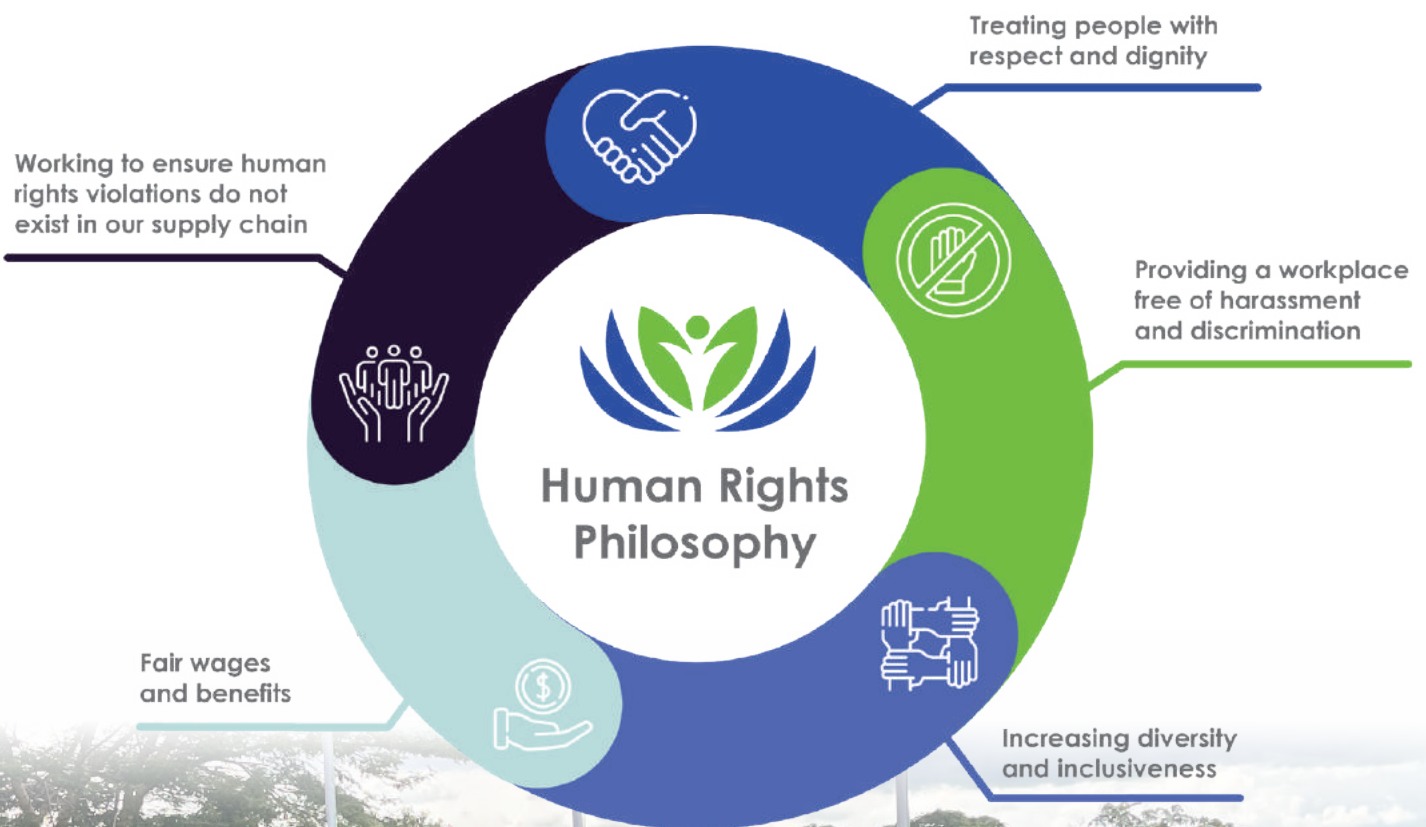 Treating people with
respect and dignity
Working to ensure human
rights violations do not
exist in our supply chain
Providing a workplace
free of harassment
and discrimination
Human Rights
Philosophy
Fair wages
and benefits
$
Increasing diversity
and inclusiveness